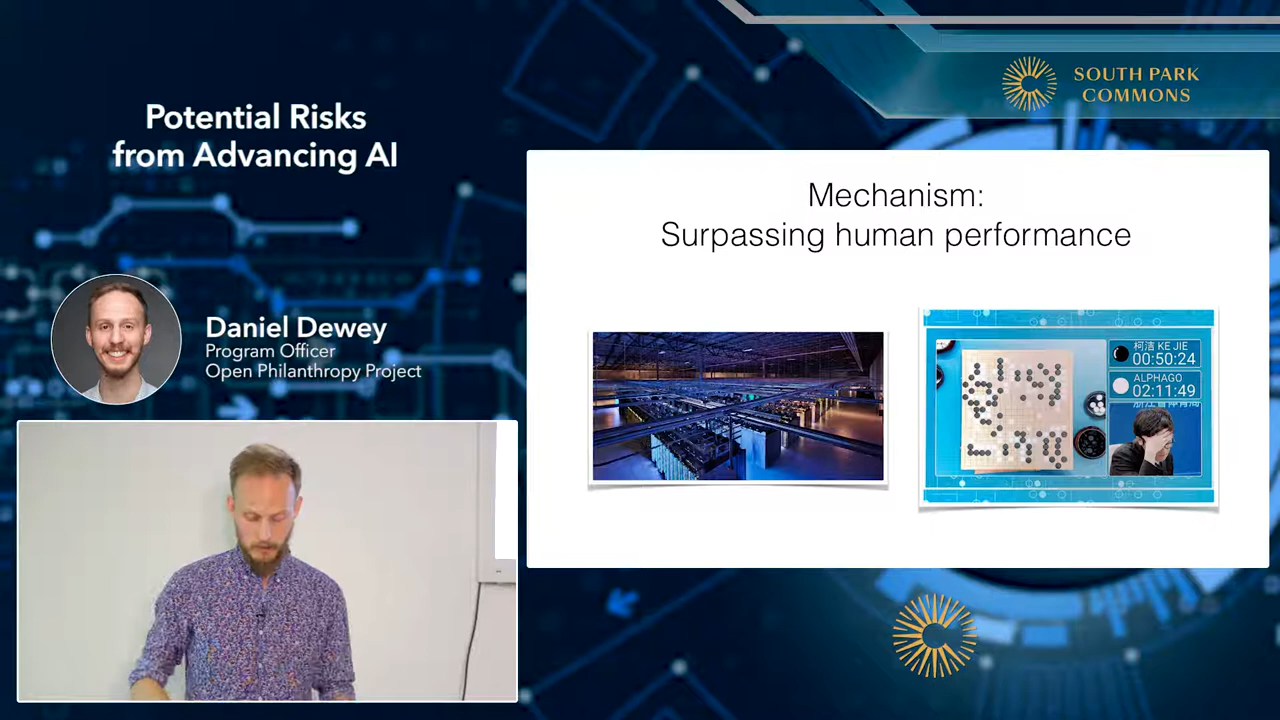 Potential Risks
from Advancing AI
SOUTH PARK
COMMONS
Daniel Dewey
Program Officer
Open Philanthropy Project
Mechanism:
Surpassing human performance
柯洁 KE JIE
00:50:24
ALPHAGO
02:11:49